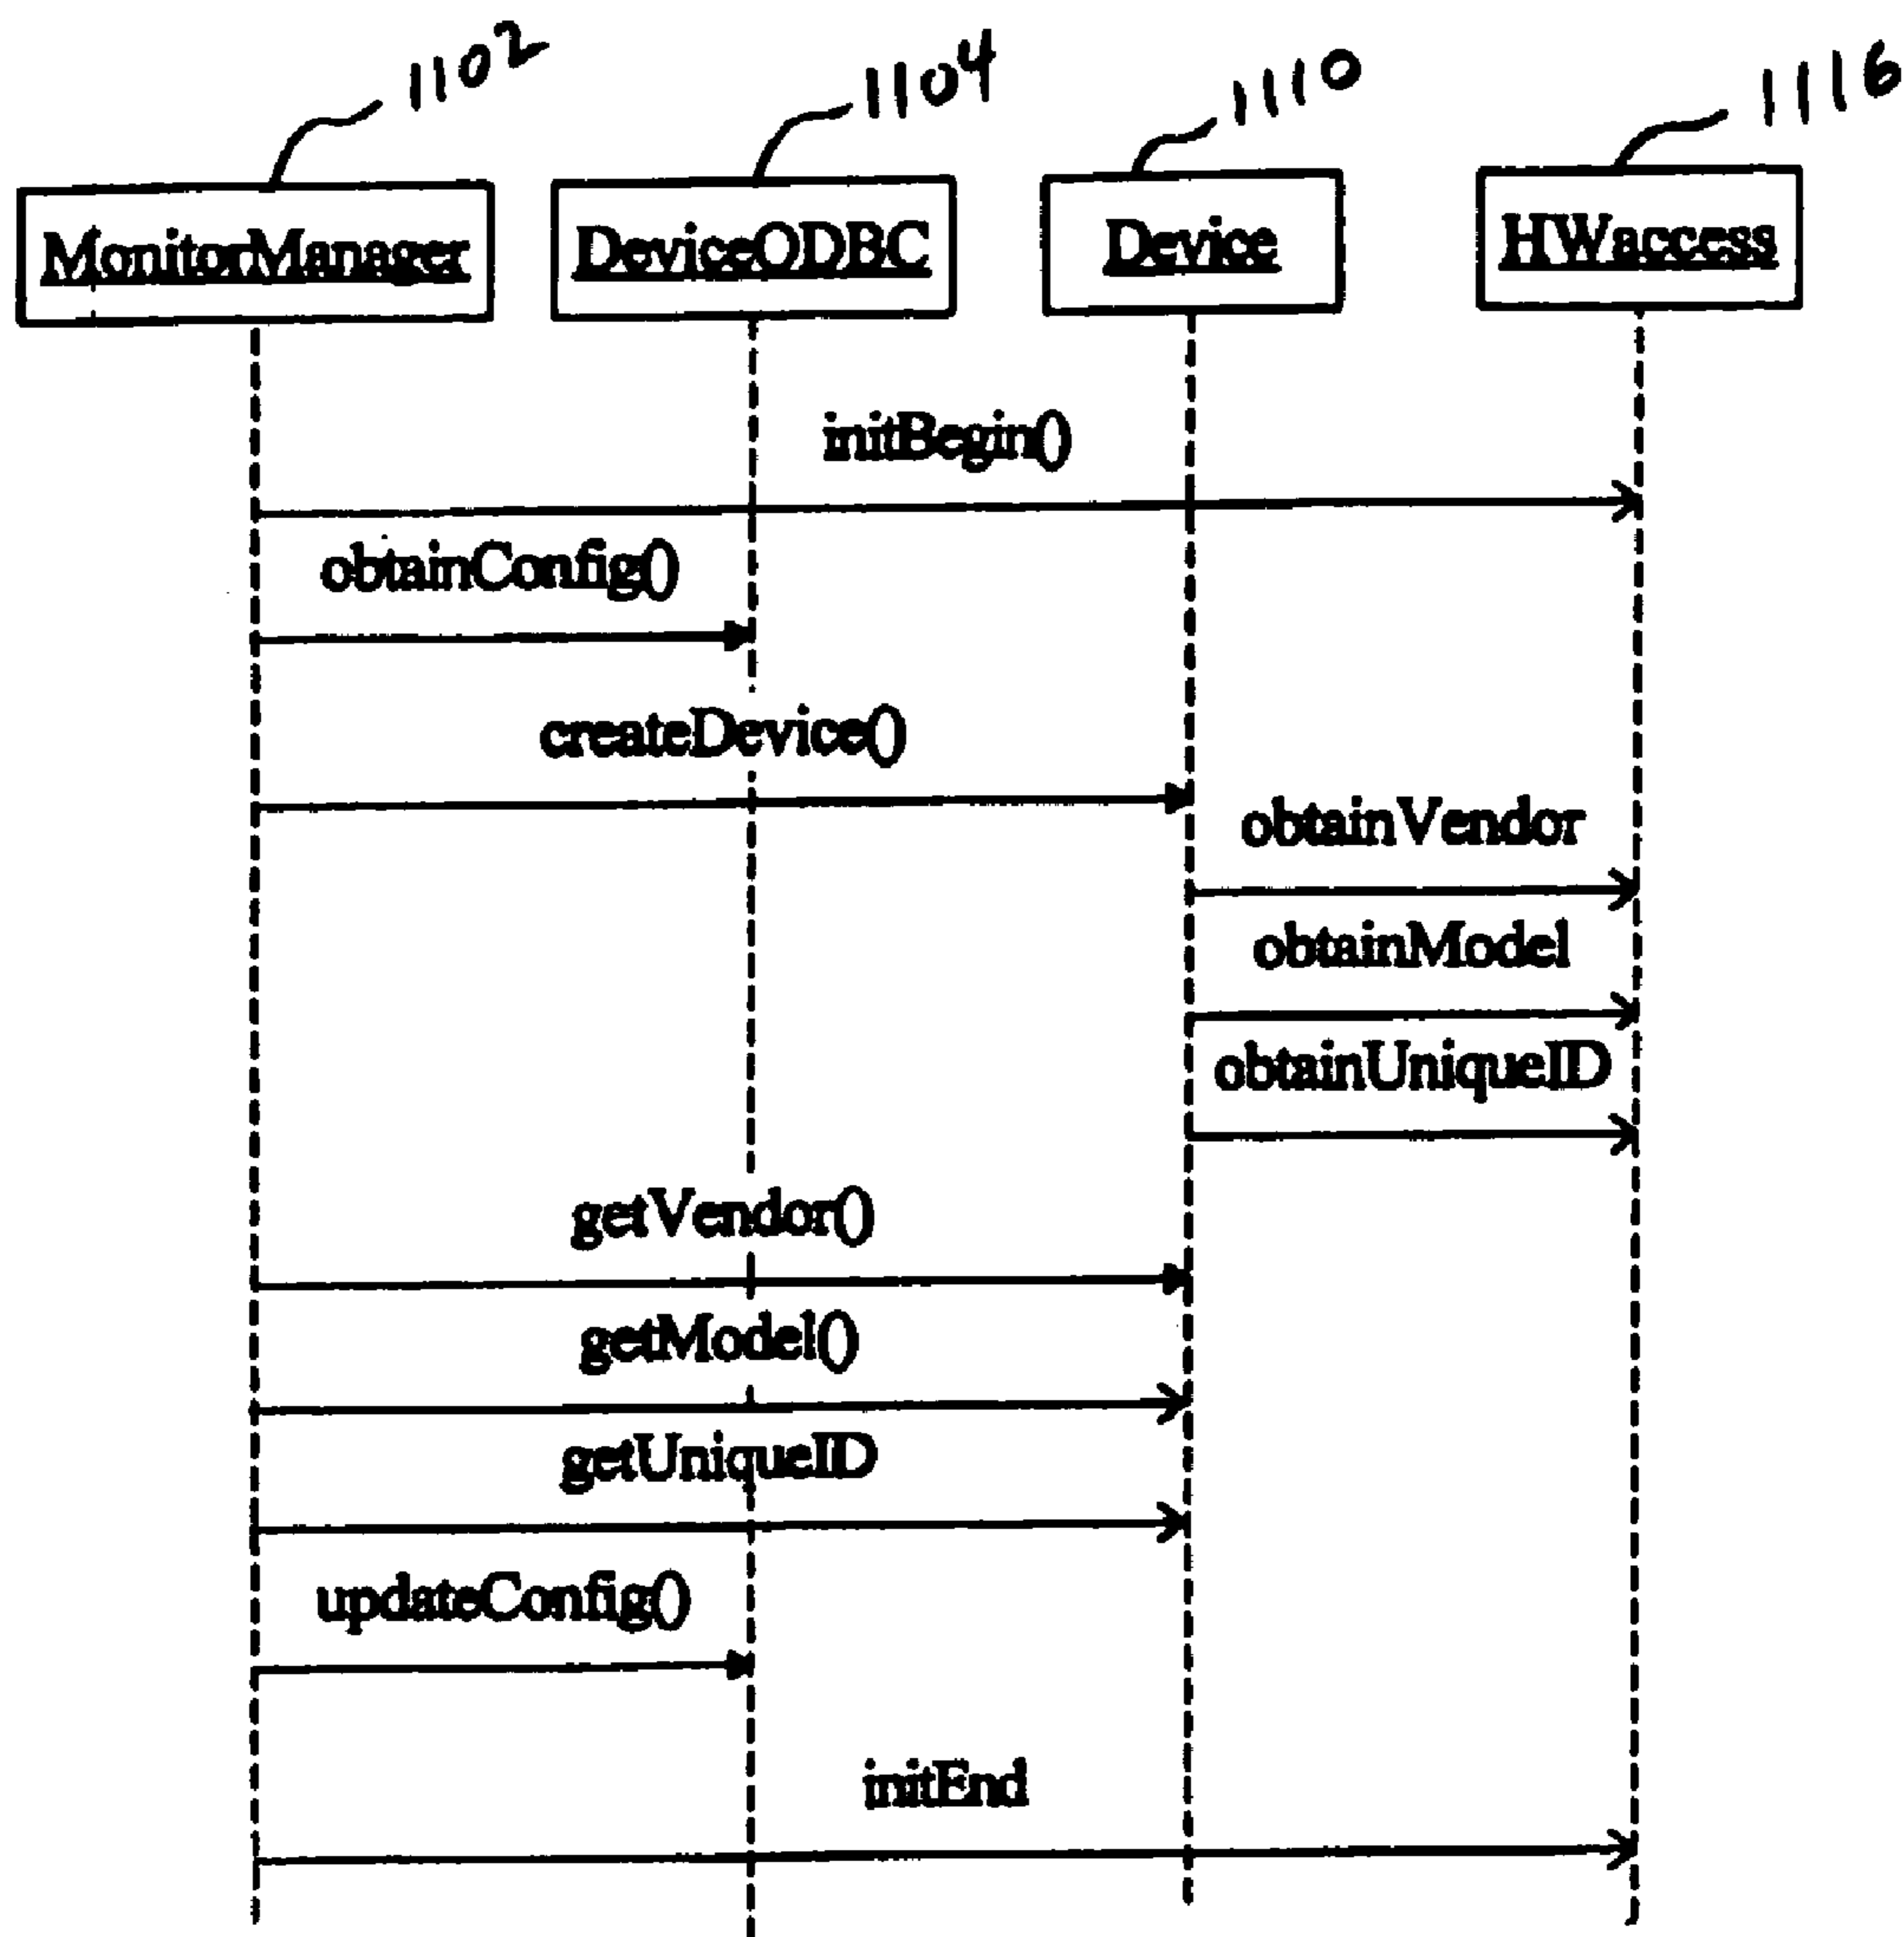 1102 1104 1110 1116
MonitorManager DeviceODBC Device HWaccess
initBegin()
obtainConfig()
createDevice()
obtainVendor
obtainModel
obtainUniqueID
getVendor()
getModel()
getUniqueID
updateConfig()
initEnd